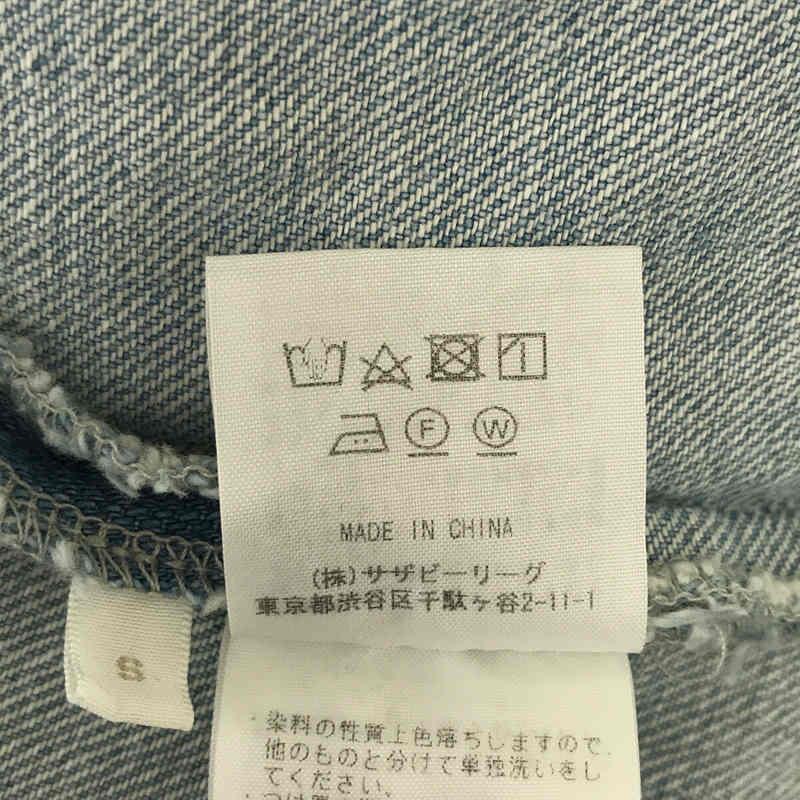 F W
MADE IN CHINA
(株)サザビーリーグ
東京都渋谷区千駄ヶ谷2-11-1
S
・染料の性質上色落ちしますので、
他のものと分けて単独洗いをし
てください。